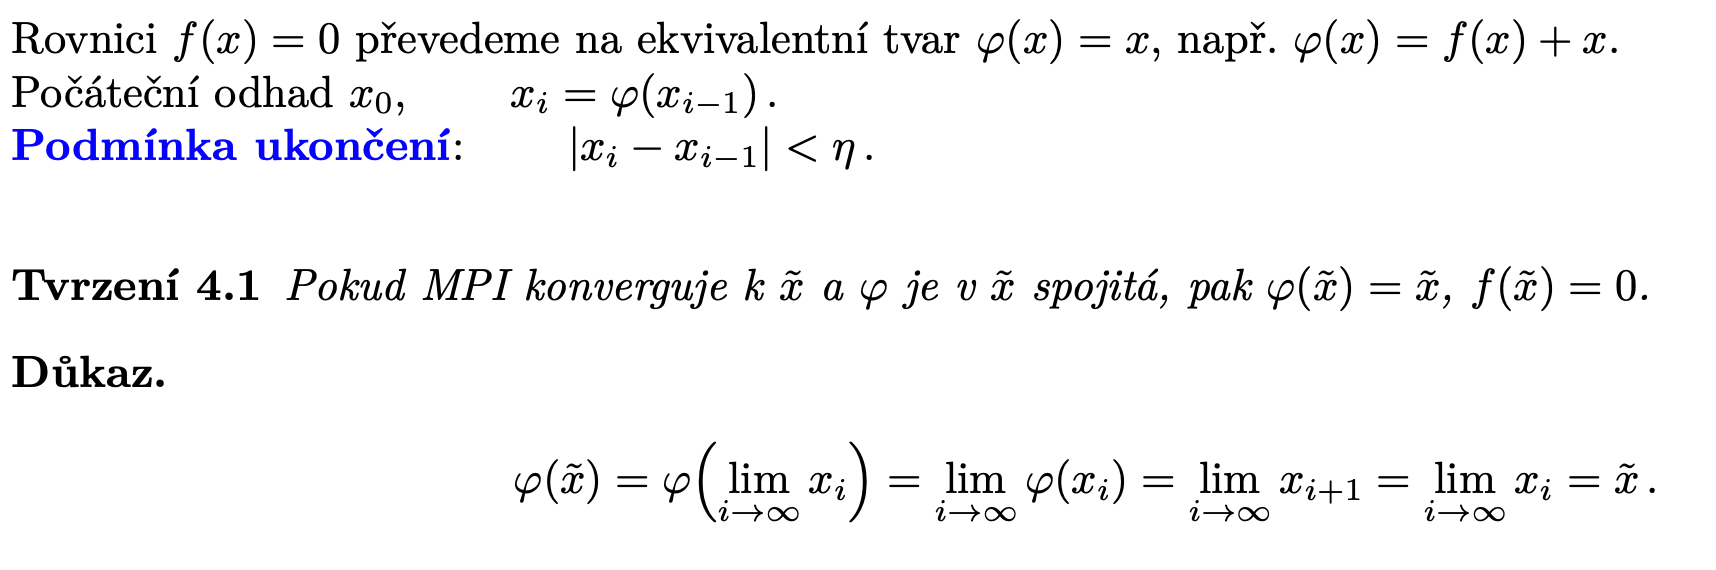 Rovnici f(x) = 0 převedeme na ekvivalentní tvar φ(x) = x, např. φ(x) = f(x) + x.
Počáteční odhad x₀, xᵢ = φ(xᵢ₋₁) .
Podmínka ukončení: |xᵢ − xᵢ₋₁| < η .
Tvrzení 4.1 Pokud MPI konverguje k x̃ a φ je v x̃ spojitá, pak φ(x̃) = x̃, f(x̃) = 0.
Důkaz.
φ(x̃) = φ(lim_{i→∞} xᵢ) = lim_{i→∞} φ(xᵢ) = lim_{i→∞} xᵢ₊₁ = lim_{i→∞} xᵢ = x̃ .